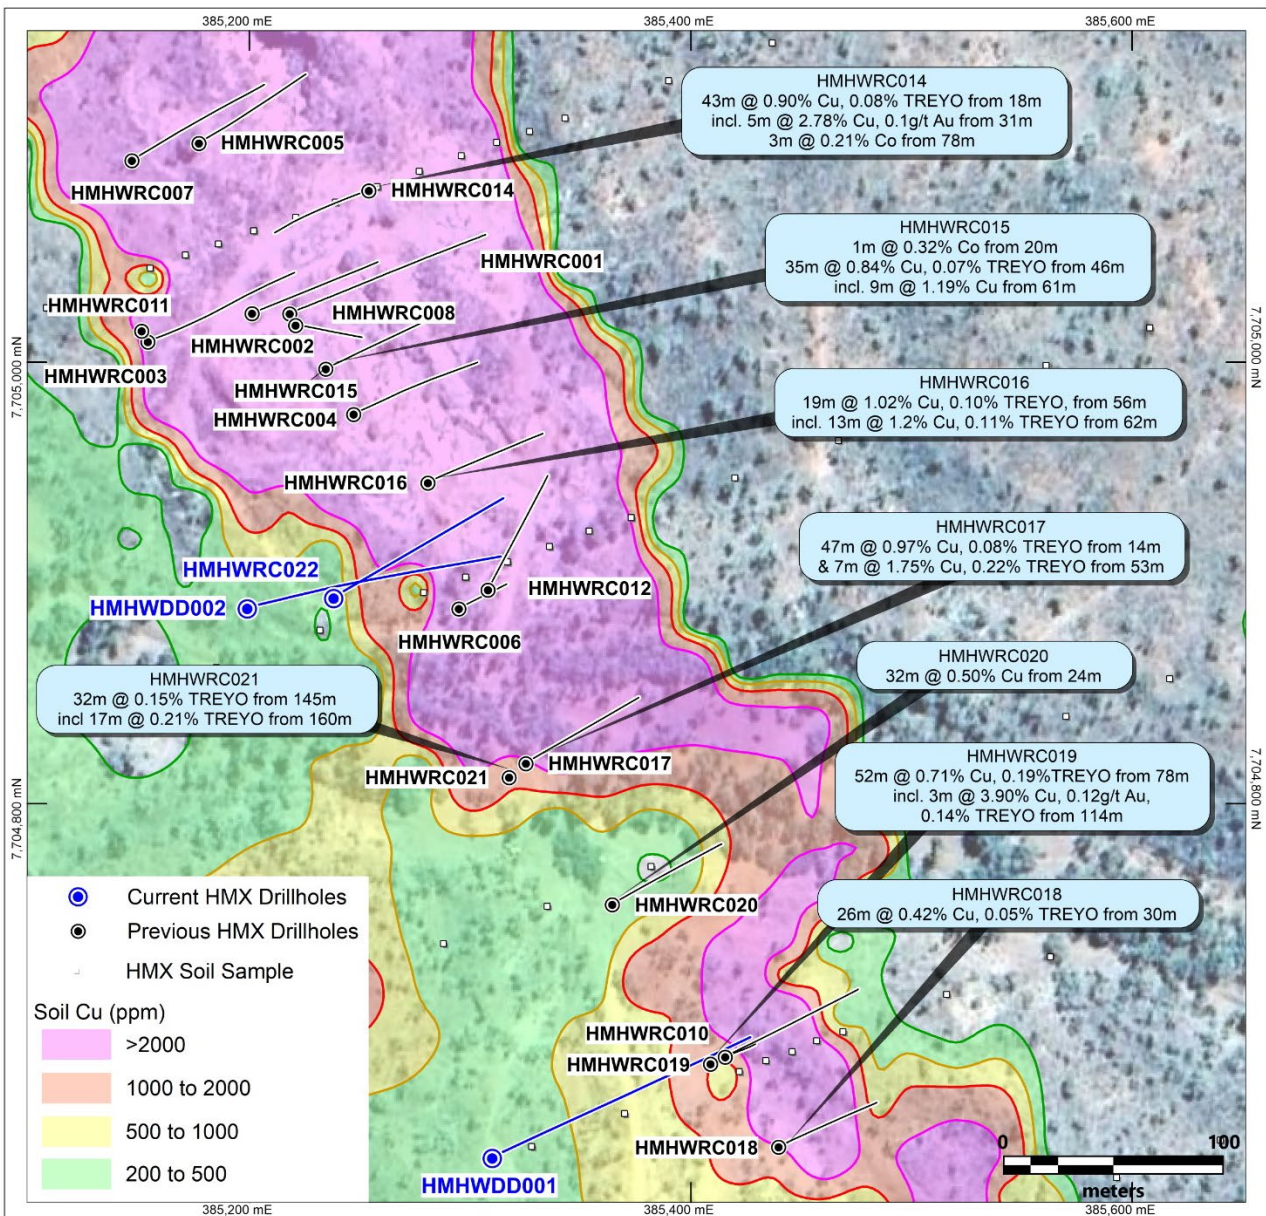 385,200 mE
385,400 mE
385,600 mE
HMHWRC014
43m @ 0.90% Cu, 0.08% TREYO from 18m
incl. 5m @ 2.78% Cu, 0.1g/t Au from 31m
3m @ 0.21% Co from 78m
HMHWRC005
HMHWRC007
HMHWRC014
HMHWRC015
1m @ 0.32% Co from 20m
35m @ 0.84% Cu, 0.07% TREYO from 46m
incl. 9m @ 1.19% Cu from 61m
HMHWRC001
HMHWRC011
HMHWRC008
HMHWRC002
HMHWRC003
HMHWRC015
HMHWRC004
7,705,000 mN
7,705,000 mN
HMHWRC016
19m @ 1.02% Cu, 0.10% TREYO, from 56m
incl. 13m @ 1.2% Cu, 0.11% TREYO from 62m
HMHWRC016
HMHWRC017
47m @ 0.97% Cu, 0.08% TREYO from 14m
& 7m @ 1.75% Cu, 0.22% TREYO from 53m
HMHWRC022
HMHWDD002
HMHWRC012
HMHWRC006
HMHWRC020
32m @ 0.50% Cu from 24m
HMHWRC021
32m @ 0.15% TREYO from 145m
incl 17m @ 0.21% TREYO from 160m
HMHWRC017
HMHWRC021
HMHWRC019
52m @ 0.71% Cu, 0.19%TREYO from 78m
incl. 3m @ 3.90% Cu, 0.12g/t Au,
0.14% TREYO from 114m
7,704,800 mN
7,704,800 mN
HMHWRC020
HMHWRC018
26m @ 0.42% Cu, 0.05% TREYO from 30m
Current HMX Drillholes
Previous HMX Drillholes
HMX Soil Sample
Soil Cu (ppm)
>2000
1000 to 2000
500 to 1000
200 to 500
HMHWRC010
HMHWRC019
HMHWRC018
HMHWDD001
0 100
meters
385,200 mE
385,400 mE
385,600 mE